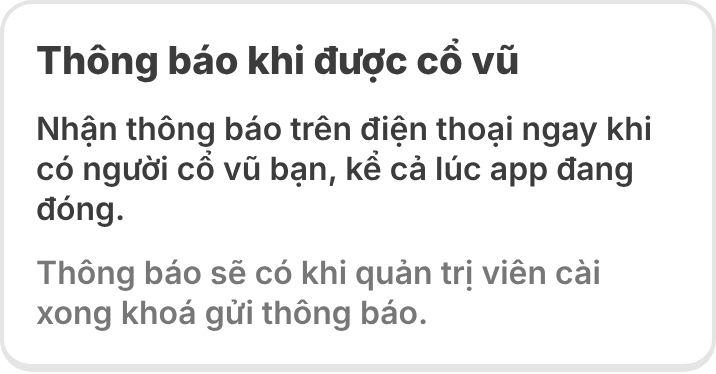 Thông báo khi được cổ vũ
Nhận thông báo trên điện thoại ngay khi
có người cổ vũ bạn, kể cả lúc app đang
đóng.
Thông báo sẽ có khi quản trị viên cài
xong khoá gửi thông báo.